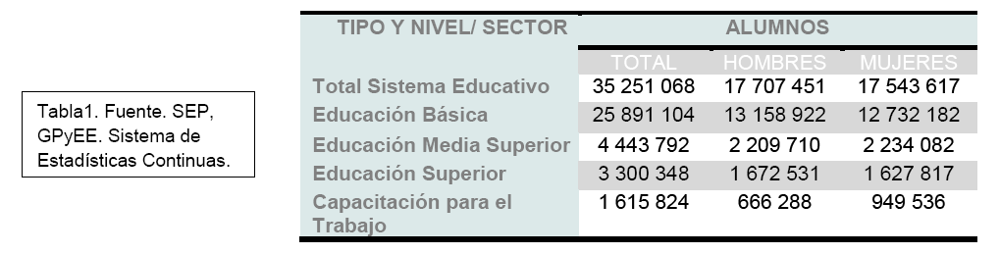 Tabla1. Fuente. SEP,
GPyEE. Sistema de
Estadísticas Continuas.
TIPO Y NIVEL/ SECTOR ALUMNOS
TOTAL HOMBRES MUJERES
Total Sistema Educativo 35 251 068 17 707 451 17 543 617
Educación Básica 25 891 104 13 158 922 12 732 182
Educación Media Superior 4 443 792 2 209 710 2 234 082
Educación Superior 3 300 348 1 672 531 1 627 817
Capacitación para el 1 615 824 666 288 949 536
Trabajo